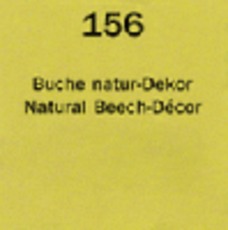 156
Buche natur-Dekor
Natural Beech-Décor